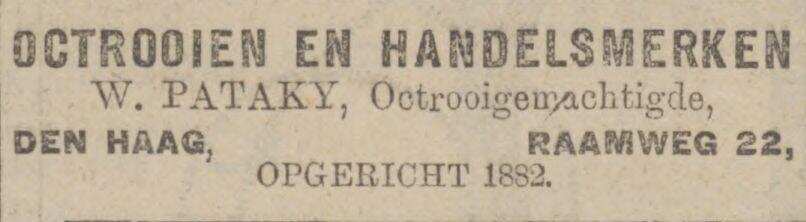 OCTROOIEN EN HANDELSMERKEN
W. PATAKY, Octrooigemachtigde,
DEN HAAG, RAAMWEG 22,
OPGERICHT 1882.